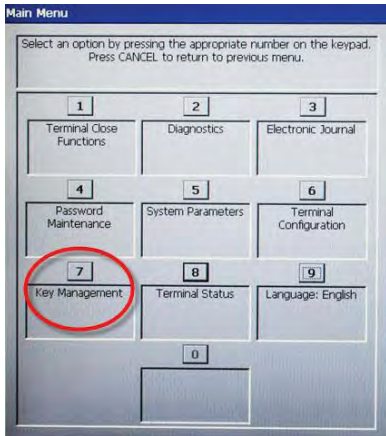 Main Menu
Select an option by pressing the appropriate number on the keypad.
Press CANCEL to return to previous menu.
1 2 3
Terminal Close Diagnostics Electronic Journal
Functions
4 5 6
Password System Parameters Terminal
Maintenance Configuration
7 8 9
Key Management Terminal Status Language: English
0